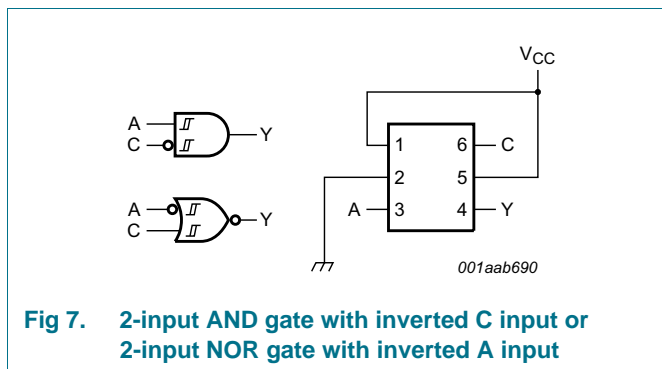 V_CC
A
C
Y
A
C
Y
1 6 C
2 5
A 3 4 Y
001aab690
Fig 7. 2-input AND gate with inverted C input or
2-input NOR gate with inverted A input